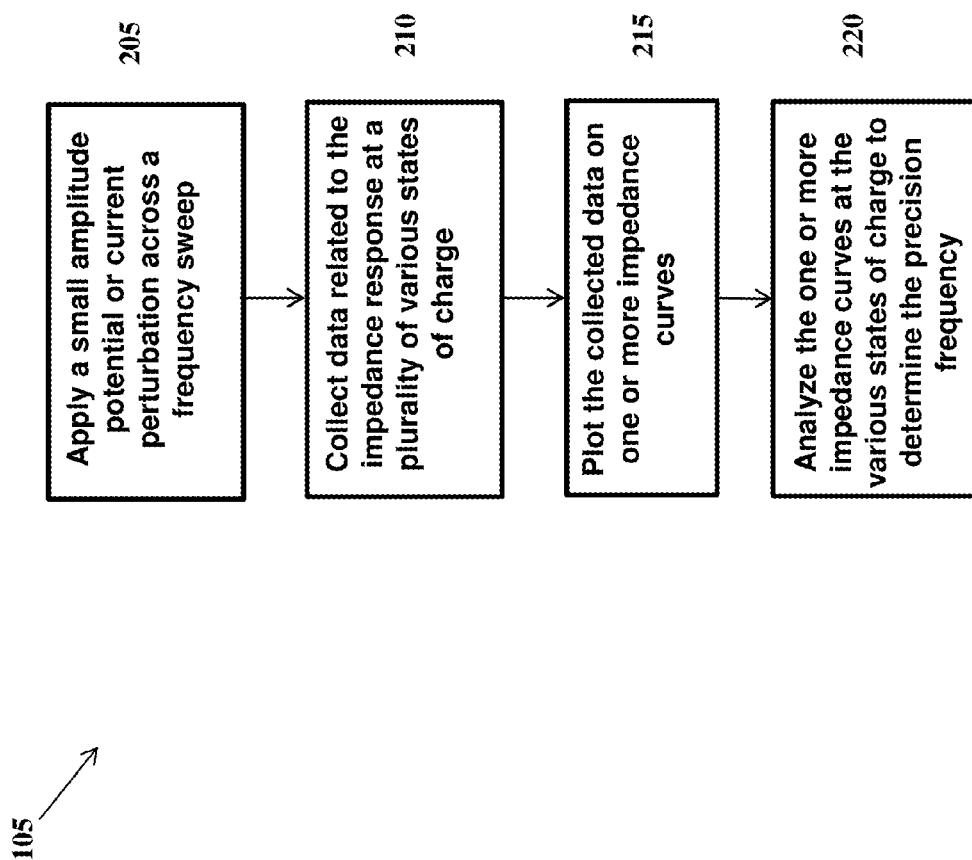 105
Apply a small amplitude
potential or current
perturbation across a
frequency sweep
205
Collect data related to the
impedance response at a
plurality of various states
of charge
210
Plot the collected data on
one or more impedance
curves
215
Analyze the one or more
impedance curves at the
various states of charge to
determine the precision
frequency
220